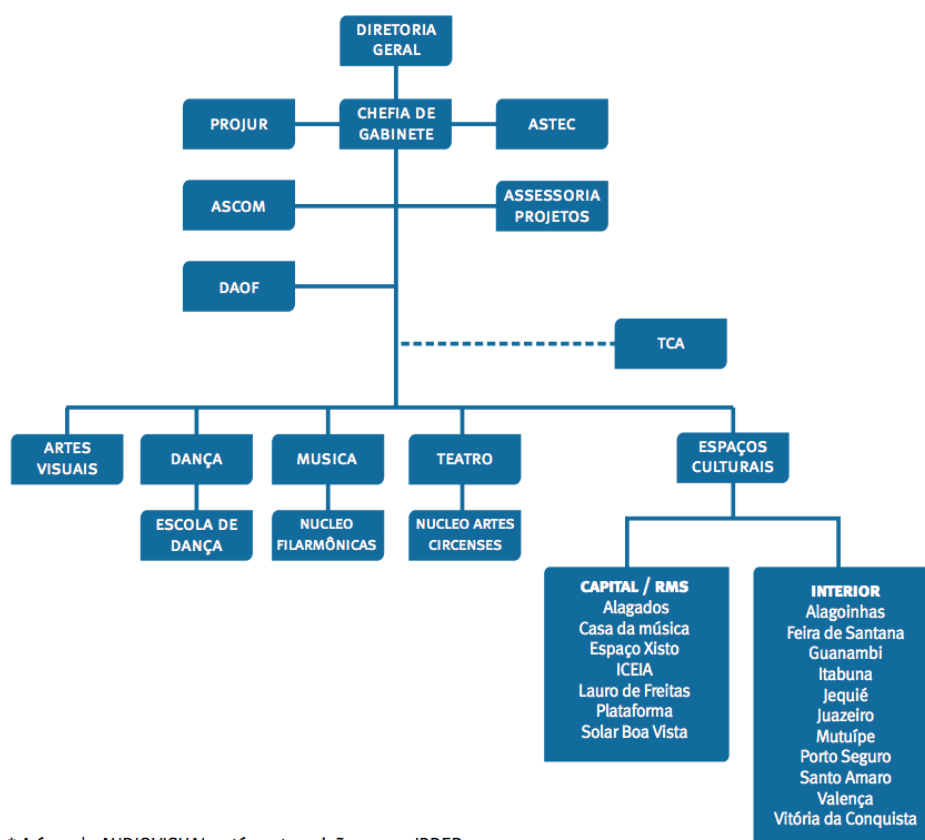 DIRETORIA
GERAL
CHEFIA DE
GABINETE
PROJUR
ASTEC
ASCOM
ASSESSORIA
PROJETOS
DAOF
TCA
ARTES
VISUAIS
DANÇA
MUSICA
TEATRO
ESPAÇOS
CULTURAIS
ESCOLA DE
DANÇA
NUCLEO
FILARMÔNICAS
NUCLEO ARTES
CIRCENSES
CAPITAL / RMS
Alagados
Casa da música
Espaço Xisto
ICEIA
Lauro de Freitas
Plataforma
Solar Boa Vista
INTERIOR
Alagoinhas
Feira de Santana
Guanambi
Itabuna
Jequié
Juazeiro
Mutuípe
Porto Seguro
Santo Amaro
Valença
Vitória da Conquista